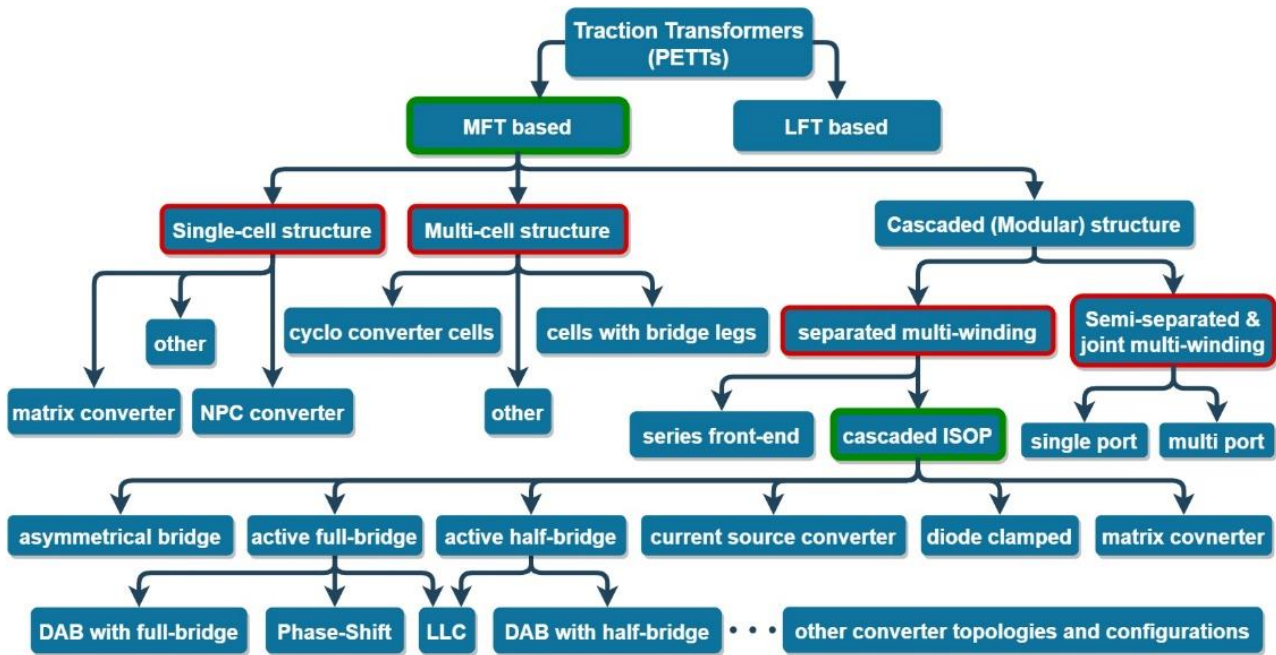 Traction Transformers
(PETTs)
MFT based
LFT based
Single-cell structure
Multi-cell structure
Cascaded (Modular) structure
cyclo converter cells
cells with bridge legs
separated multi-winding
Semi-separated &
joint multi-winding
other
matrix converter
NPC converter
other
series front-end
cascaded ISOP
single port
multi port
asymmetrical bridge
active full-bridge
active half-bridge
current source converter
diode clamped
matrix covnerter
DAB with full-bridge
Phase-Shift
LLC
DAB with half-bridge
other converter topologies and configurations